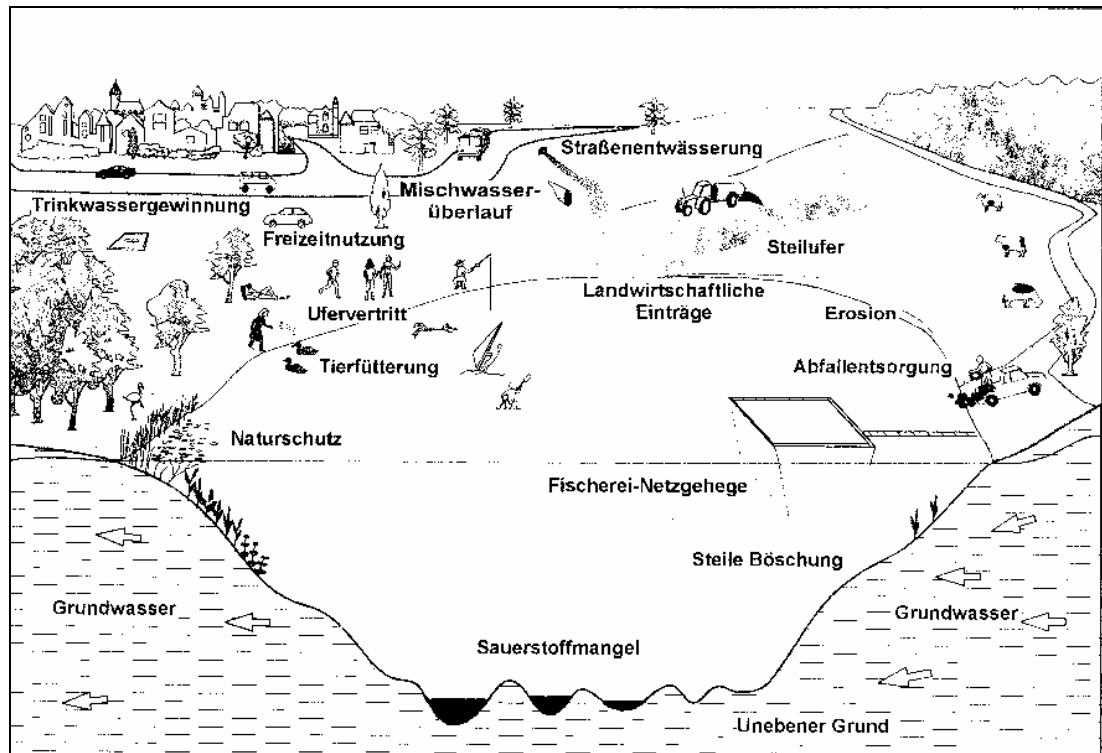 Straßenentwässerung
Trinkwassergewinnung
Mischwasser-
überlauf
Freizeitnutzung
Steilufer
Ufervertritt
Landwirtschaftliche
Einträge
Erosion
Tierfütterung
Abfallentsorgung
Naturschutz
Fischerei-Netzgehege
Steile Böschung
Grundwasser
Grundwasser
Sauerstoffmangel
Unebener Grund